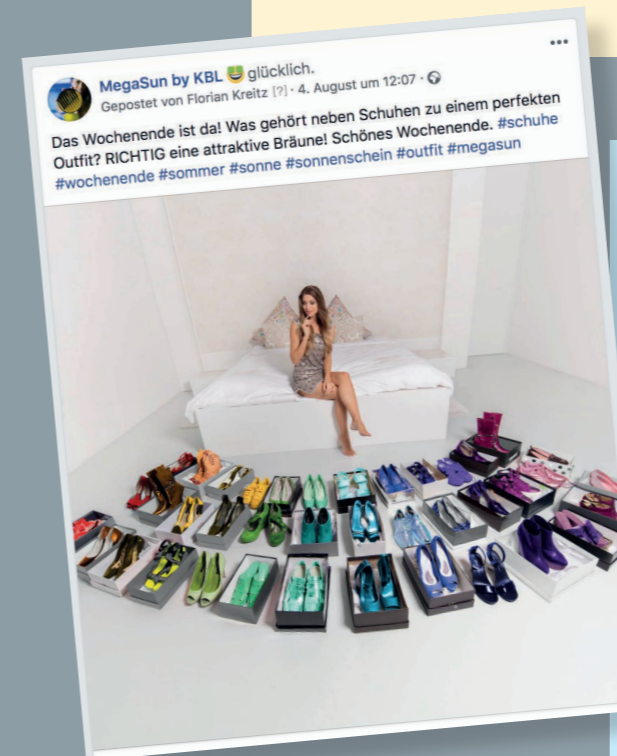 MegaSun by KBL 😃 glücklich.
Gepostet von Florian Kreitz [?] · 4. August um 12:07 ·
Das Wochenende ist da! Was gehört neben Schuhen zu einem perfekten
Outfit? RICHTIG eine attraktive Bräune! Schönes Wochenende. #schuhe
#wochenende #sommer #sonne #sonnenschein #outfit #megasun